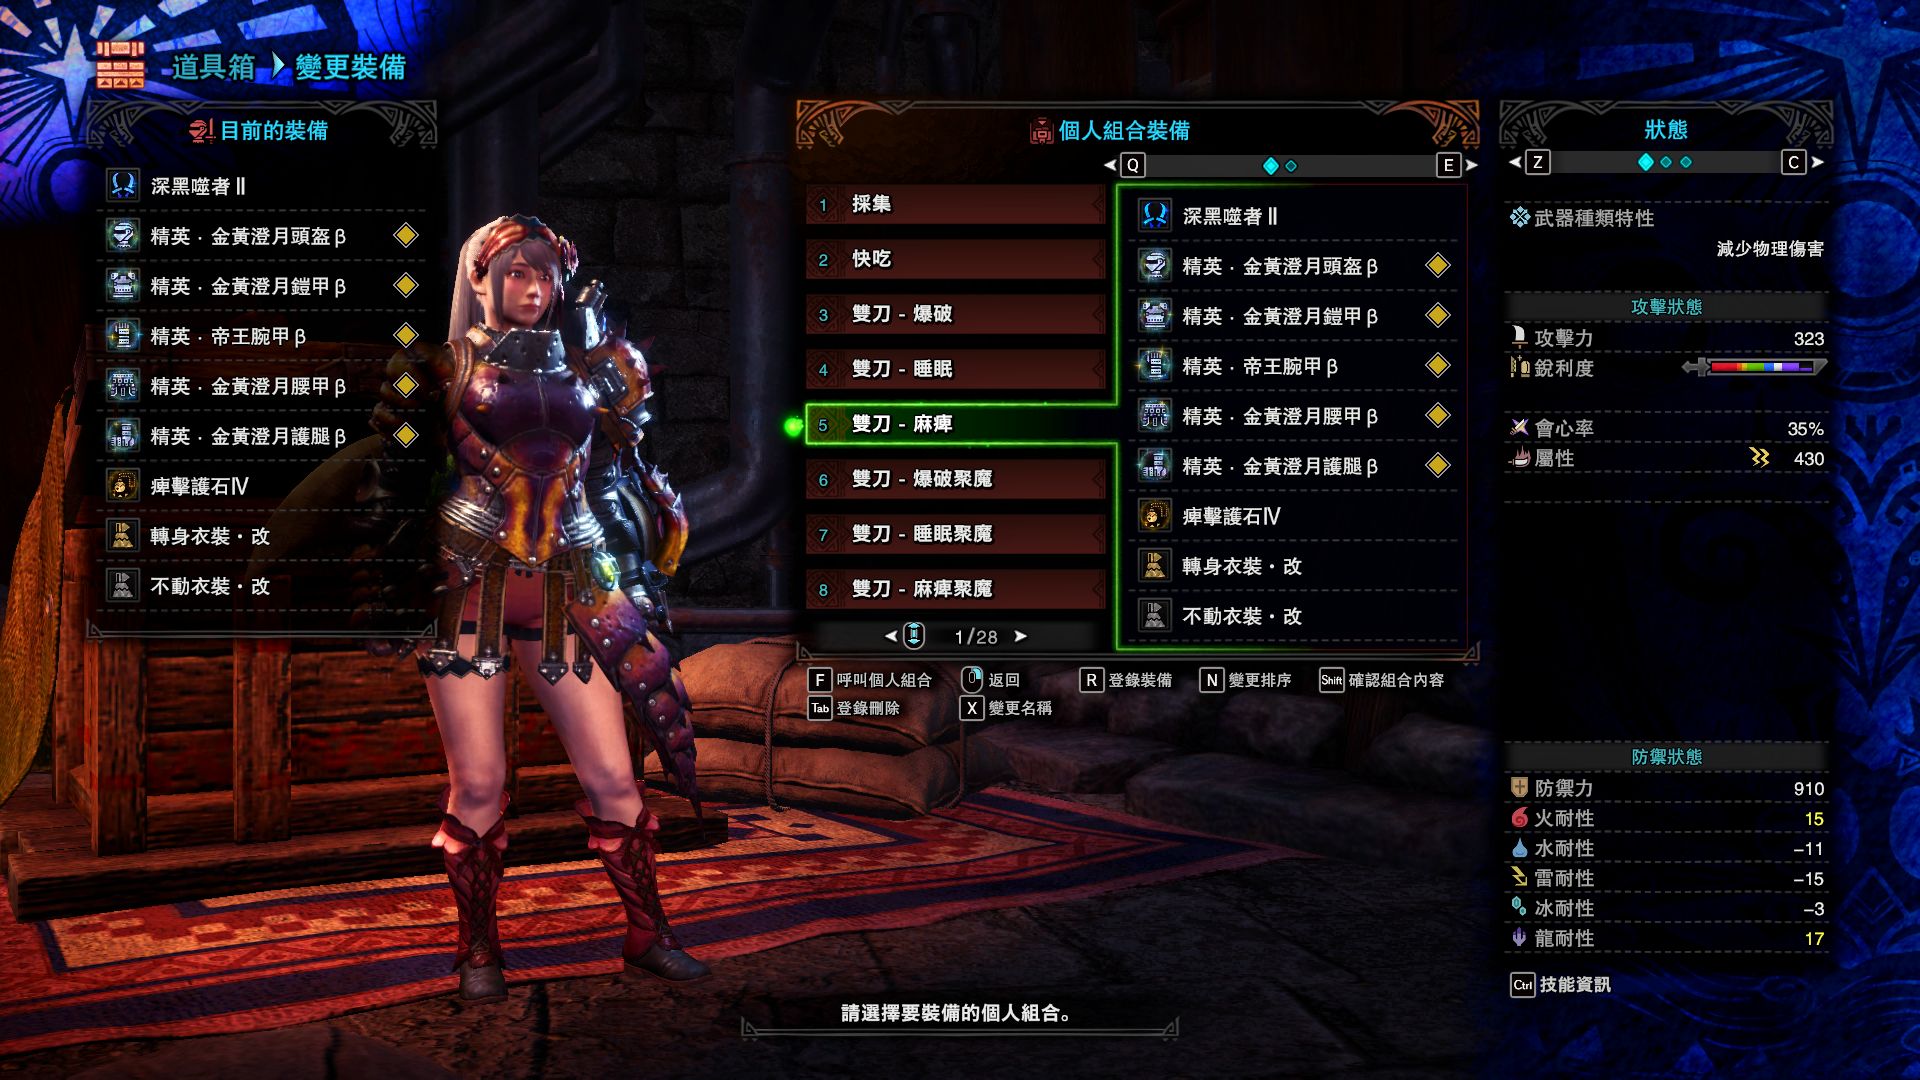 道具箱 變更裝備
目前的裝備
深黑噬者Ⅱ
精英・金黃澄月頭盔β
精英・金黃澄月鎧甲β
精英・帝王腕甲β
精英・金黃澄月腰甲β
精英・金黃澄月護腿β
痺擊護石Ⅳ
轉身衣裝・改
不動衣裝・改
個人組合裝備
Q E
1 採集
2 快吃
3 雙刀 - 爆破
4 雙刀 - 睡眠
5 雙刀 - 麻痺
6 雙刀 - 爆破聚魔
7 雙刀 - 睡眠聚魔
8 雙刀 - 麻痺聚魔
1/28
深黑噬者Ⅱ
精英・金黃澄月頭盔β
精英・金黃澄月鎧甲β
精英・帝王腕甲β
精英・金黃澄月腰甲β
精英・金黃澄月護腿β
痺擊護石Ⅳ
轉身衣裝・改
不動衣裝・改
F 呼叫個人組合 返回 R 登錄裝備 N 變更排序 Shift 確認組合內容
Tab 登錄刪除 X 變更名稱
狀態
Z C
武器種類特性
減少物理傷害
攻擊狀態
攻擊力 323
銳利度
會心率 35%
屬性 430
防禦狀態
防禦力 910
火耐性 15
水耐性 -11
雷耐性 -15
冰耐性 -3
龍耐性 17
Ctrl 技能資訊
請選擇要裝備的個人組合。